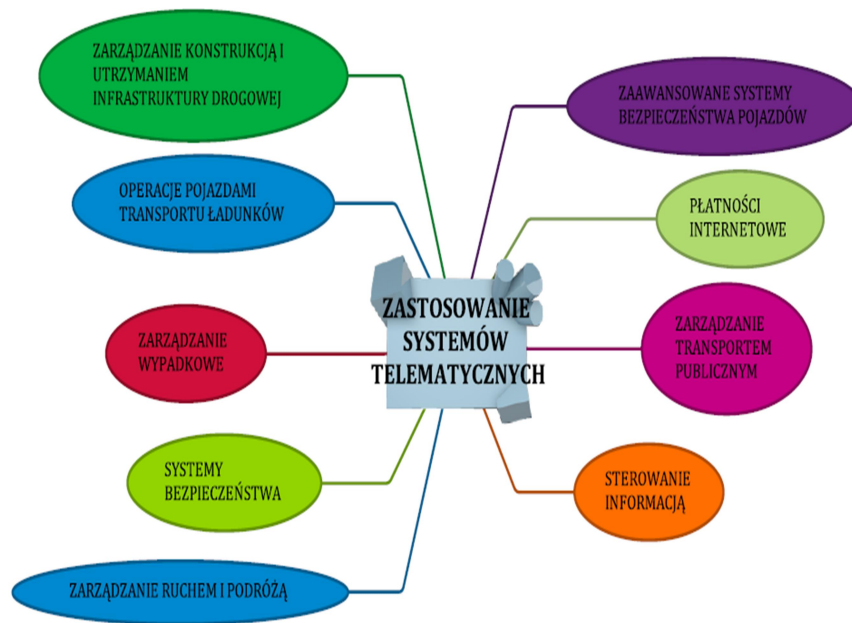 ZARZĄDZANIE KONSTRUKCJĄ I
UTRZYMANIEM
INFRASTRUKTURY DROGOWEJ
ZAAWANSOWANE SYSTEMY
BEZPIECZEŃSTWA POJAZDÓW
OPERACJE POJAZDAMI
TRANSPORTU ŁADUNKÓW
PŁATNOŚCI
INTERNETOWE
ZASTOSOWANIE
SYSTEMÓW
TELEMATYCZNYCH
ZARZĄDZANIE
WYPADKOWE
ZARZĄDZANIE
TRANSPORTEM
PUBLICZNYM
SYSTEMY
BEZPIECZEŃSTWA
STEROWANIE
INFORMACJĄ
ZARZĄDZANIE RUCHEM I PODRÓŻĄ